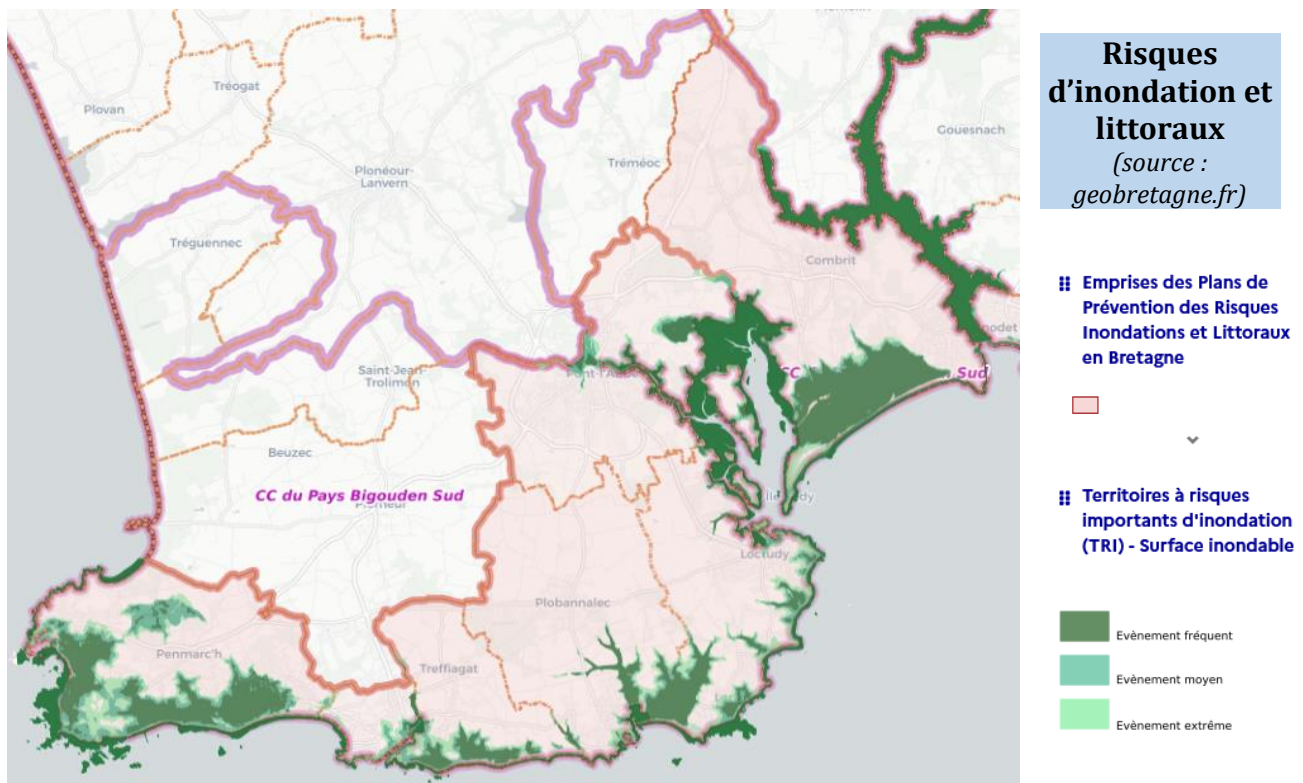 Tréogat
Plovan
Gouesnach
Tréméoc
Plonéour-
Lanvern
Tréguennec
Combrit
Saint-Jean-
Trolimon
CC
Sud
Beuzec
CC du Pays Bigouden Sud
Loctudy
Plobannalec
Penmarc'h
Treffiagat
Risques
d’inondation et
littoraux
(source :
geobretagne.fr)
Emprises des Plans de
Prévention des Risques
Inondations et Littoraux
en Bretagne
Territoires à risques
importants d'inondation
(TRI) - Surface inondable
Evènement fréquent
Evènement moyen
Evènement extrême